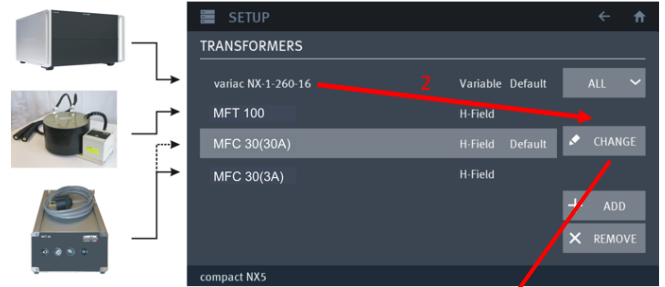 SETUP
TRANSFORMERS
variac NX-1-260-16 2 Variable Default ALL
MFT 100 H-Field
MFC 30(30A) H-Field Default CHANGE
MFC 30(3A) H-Field
ADD
REMOVE
compact NX5